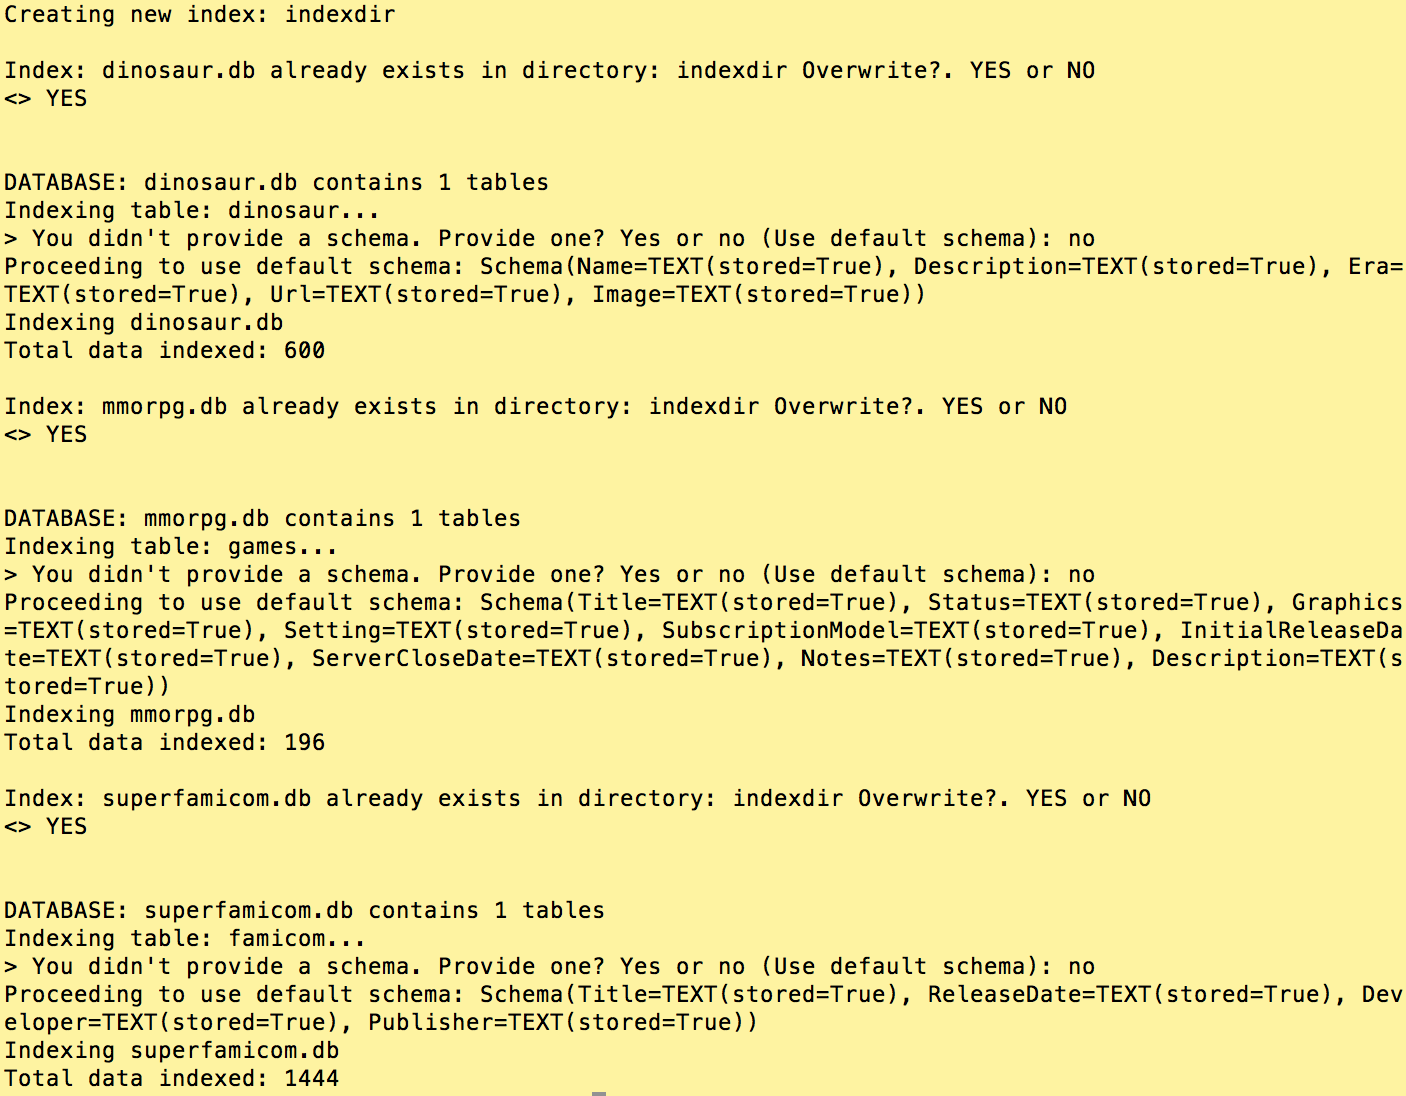 Creating new index: indexdir
Index: dinosaur.db already exists in directory: indexdir Overwrite?. YES or NO
<> YES
DATABASE: dinosaur.db contains 1 tables
Indexing table: dinosaur...
> You didn't provide a schema. Provide one? Yes or no (Use default schema): no
Proceeding to use default schema: Schema(Name=TEXT(stored=True), Description=TEXT(stored=True), Era=
TEXT(stored=True), Url=TEXT(stored=True), Image=TEXT(stored=True))
Indexing dinosaur.db
Total data indexed: 600
Index: mmorpg.db already exists in directory: indexdir Overwrite?. YES or NO
<> YES
DATABASE: mmorpg.db contains 1 tables
Indexing table: games...
> You didn't provide a schema. Provide one? Yes or no (Use default schema): no
Proceeding to use default schema: Schema(Title=TEXT(stored=True), Status=TEXT(stored=True), Graphics
=TEXT(stored=True), Setting=TEXT(stored=True), SubscriptionModel=TEXT(stored=True), InitialReleaseDa
te=TEXT(stored=True), ServerCloseDate=TEXT(stored=True), Notes=TEXT(stored=True), Description=TEXT(s
tored=True))
Indexing mmorpg.db
Total data indexed: 196
Index: superfamicom.db already exists in directory: indexdir Overwrite?. YES or NO
<> YES
DATABASE: superfamicom.db contains 1 tables
Indexing table: famicom...
> You didn't provide a schema. Provide one? Yes or no (Use default schema): no
Proceeding to use default schema: Schema(Title=TEXT(stored=True), ReleaseDate=TEXT(stored=True), Dev
eloper=TEXT(stored=True), Publisher=TEXT(stored=True))
Indexing superfamicom.db
Total data indexed: 1444